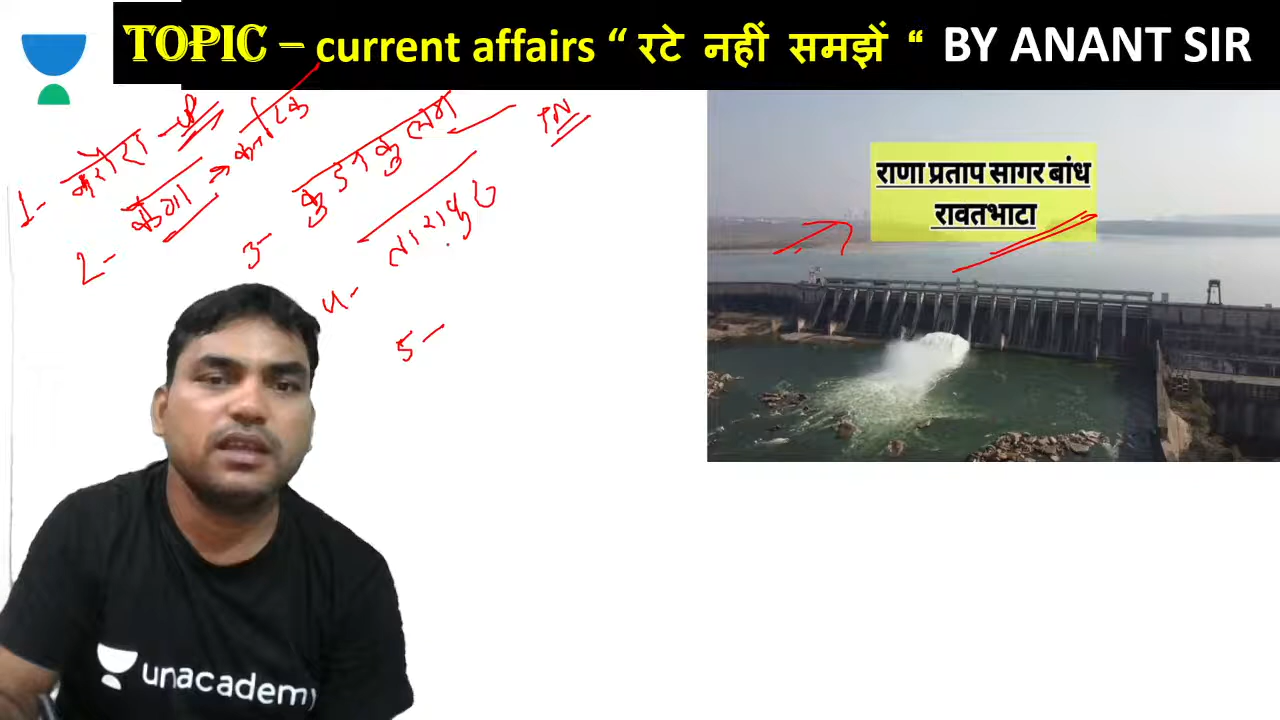 TOPIC – current affairs “ रटे नहीं समझें “ BY ANANT SIR
1- नरौरा - UP
2- कैगा → कर्नाटक
3- कुडनकुलम TN
4-
5-
राणा प्रताप सागर बांध
रावतभाटा
unacademy